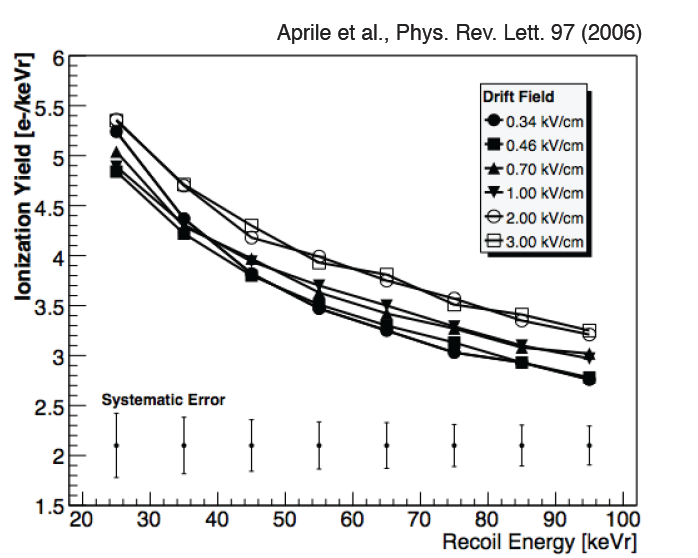 Aprile et al., Phys. Rev. Lett. 97 (2006)
Ionization Yield [e-/keVr]
6
5.5
5
4.5
4
3.5
3
2.5
2
1.5
Drift Field
0.34 kV/cm
0.46 kV/cm
0.70 kV/cm
1.00 kV/cm
2.00 kV/cm
3.00 kV/cm
Systematic Error
20 30 40 50 60 70 80 90 100
Recoil Energy [keVr]